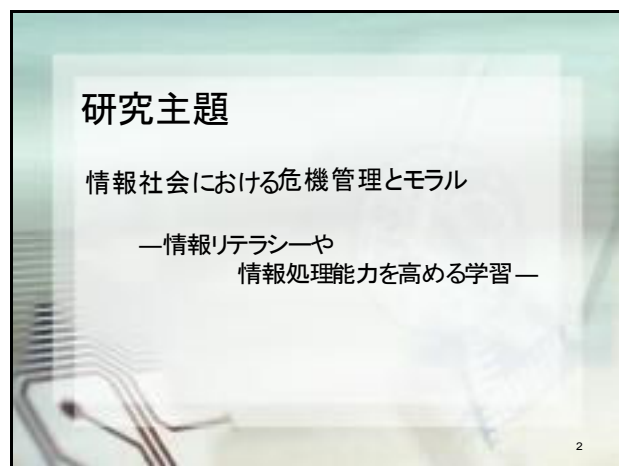 研究主題
情報社会における危機管理とモラル
―情報リテラシーや
情報処理能力を高める学習―
2